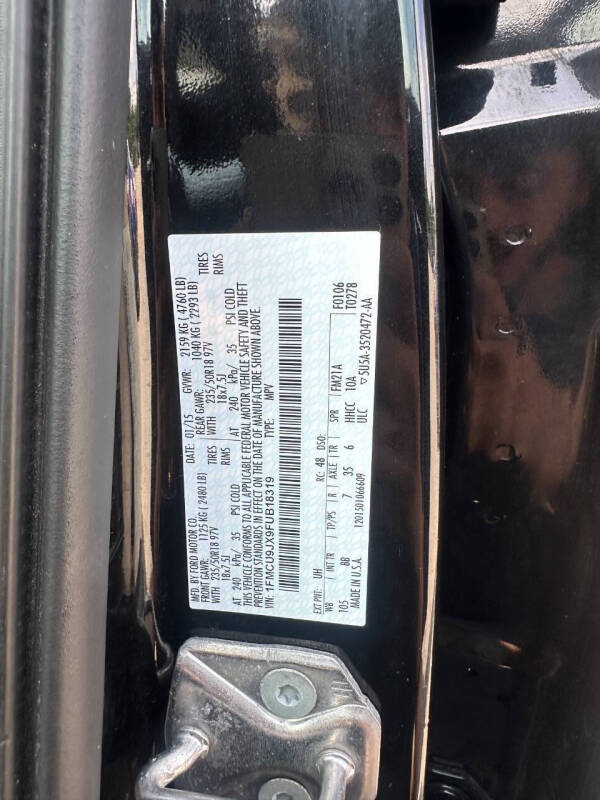 MFD. BY FORD MOTOR CO.
DATE: 01/15 GVWR: 2159 KG ( 4760 LB)
FRONT GAWR: 1125 KG (2480 LB) REAR GAWR: 1040 KG (2293 LB)
WITH 235/50R18 97V TIRES WITH 235/50R18 97V TIRES
18x7.5J RIMS 18x7.5J RIMS
AT 240 kPa/ 35 PSI COLD AT 240 kPa/ 35 PSI COLD
THIS VEHICLE CONFORMS TO ALL APPLICABLE FEDERAL MOTOR VEHICLE SAFETY AND THEFT
PREVENTION STANDARDS IN EFFECT ON THE DATE OF MANUFACTURE SHOWN ABOVE.
VIN: 1FMCU9JX9FUB18319 TYPE: MPV
F0106
T0278
EXT PNT: UH RC: 48 DSO: FM21A
WB INT TR TP/PS R AXLE TR SPR
105 8B 7 35 6 HHCC 10A
MADE IN U.S.A. ULC ▽5U5A-3520472-AA
1201501066609